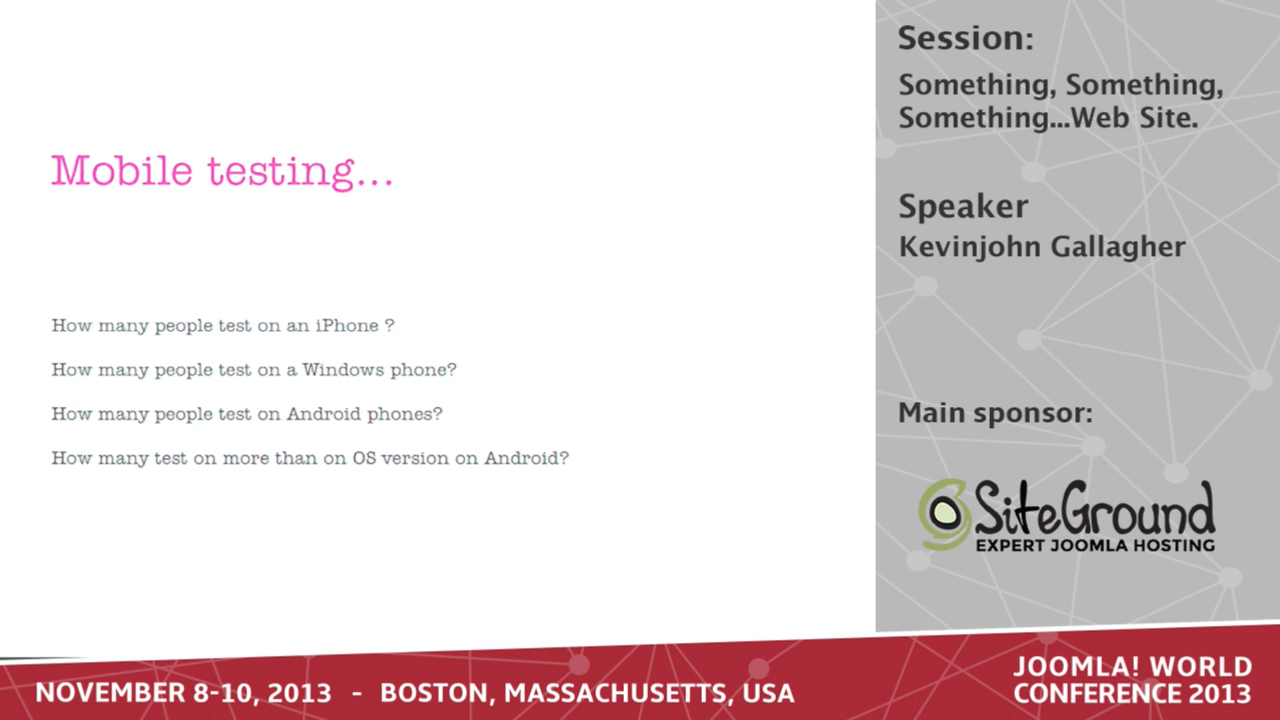 Mobile testing...
How many people test on an iPhone ?
How many people test on a Windows phone?
How many people test on Android phones?
How many test on more than on OS version on Android?
Session:
Something, Something,
Something...Web Site.
Speaker
Kevinjohn Gallagher
Main sponsor:
SiteGround
EXPERT JOOMLA HOSTING
NOVEMBER 8-10, 2013 - BOSTON, MASSACHUSETTS, USA
JOOMLA! WORLD
CONFERENCE 2013